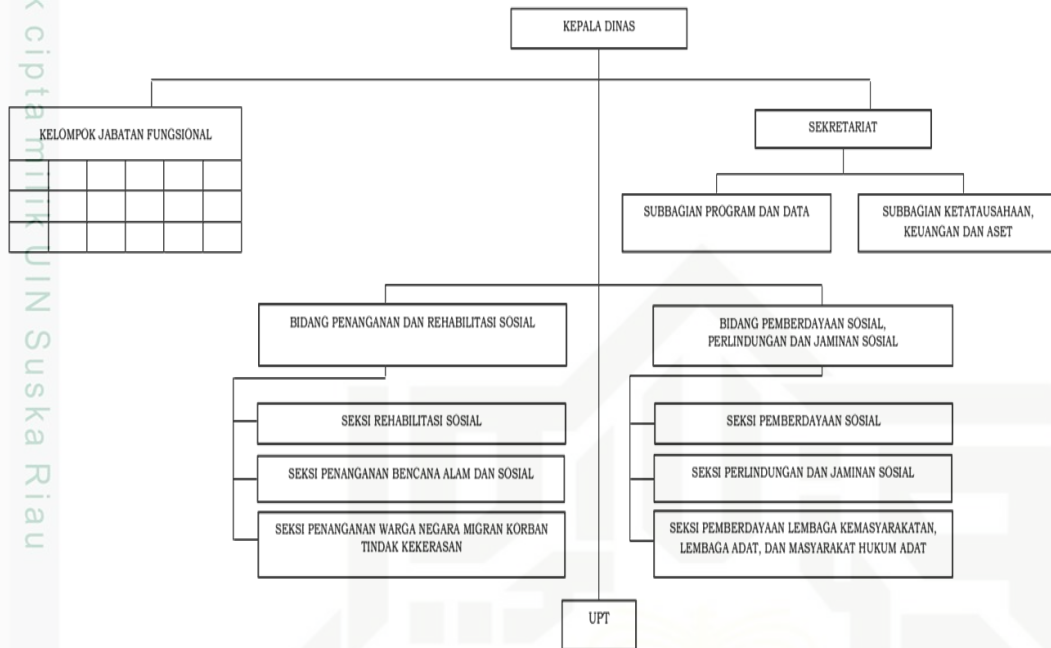 KEPALA DINAS
KELOMPOK JABATAN FUNGSIONAL
SEKRETARIAT
SUBBAGIAN PROGRAM DAN DATA
SUBBAGIAN KETATAUSAHAAN,
KEUANGAN DAN ASET
BIDANG PENANGANAN DAN REHABILITASI SOSIAL
BIDANG PEMBERDAYAAN SOSIAL,
PERLINDUNGAN DAN JAMINAN SOSIAL
SEKSI REHABILITASI SOSIAL
SEKSI PENANGANAN BENCANA ALAM DAN SOSIAL
SEKSI PENANGANAN WARGA NEGARA MIGRAN KORBAN
TINDAK KEKERASAN
SEKSI PEMBERDAYAAN SOSIAL
SEKSI PERLINDUNGAN DAN JAMINAN SOSIAL
SEKSI PEMBERDAYAAN LEMBAGA KEMASYARAKATAN,
LEMBAGA ADAT, DAN MASYARAKAT HUKUM ADAT
UPT
k cipta milik UIN Suska Riau